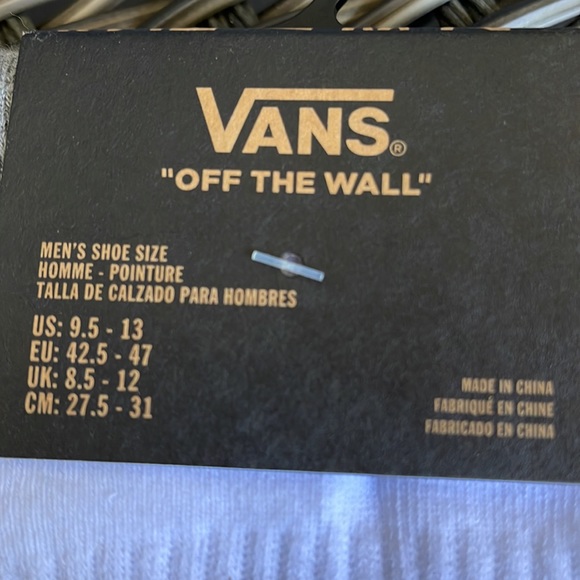 VANS®
"OFF THE WALL"
MEN'S SHOE SIZE
HOMME - POINTURE
TALLA DE CALZADO PARA HOMBRES
US: 9.5 - 13
EU: 42.5 - 47
UK: 8.5 - 12
CM: 27.5 - 31
MADE IN CHINA
FABRIQUÉ EN CHINE
FABRICADO EN CHINA